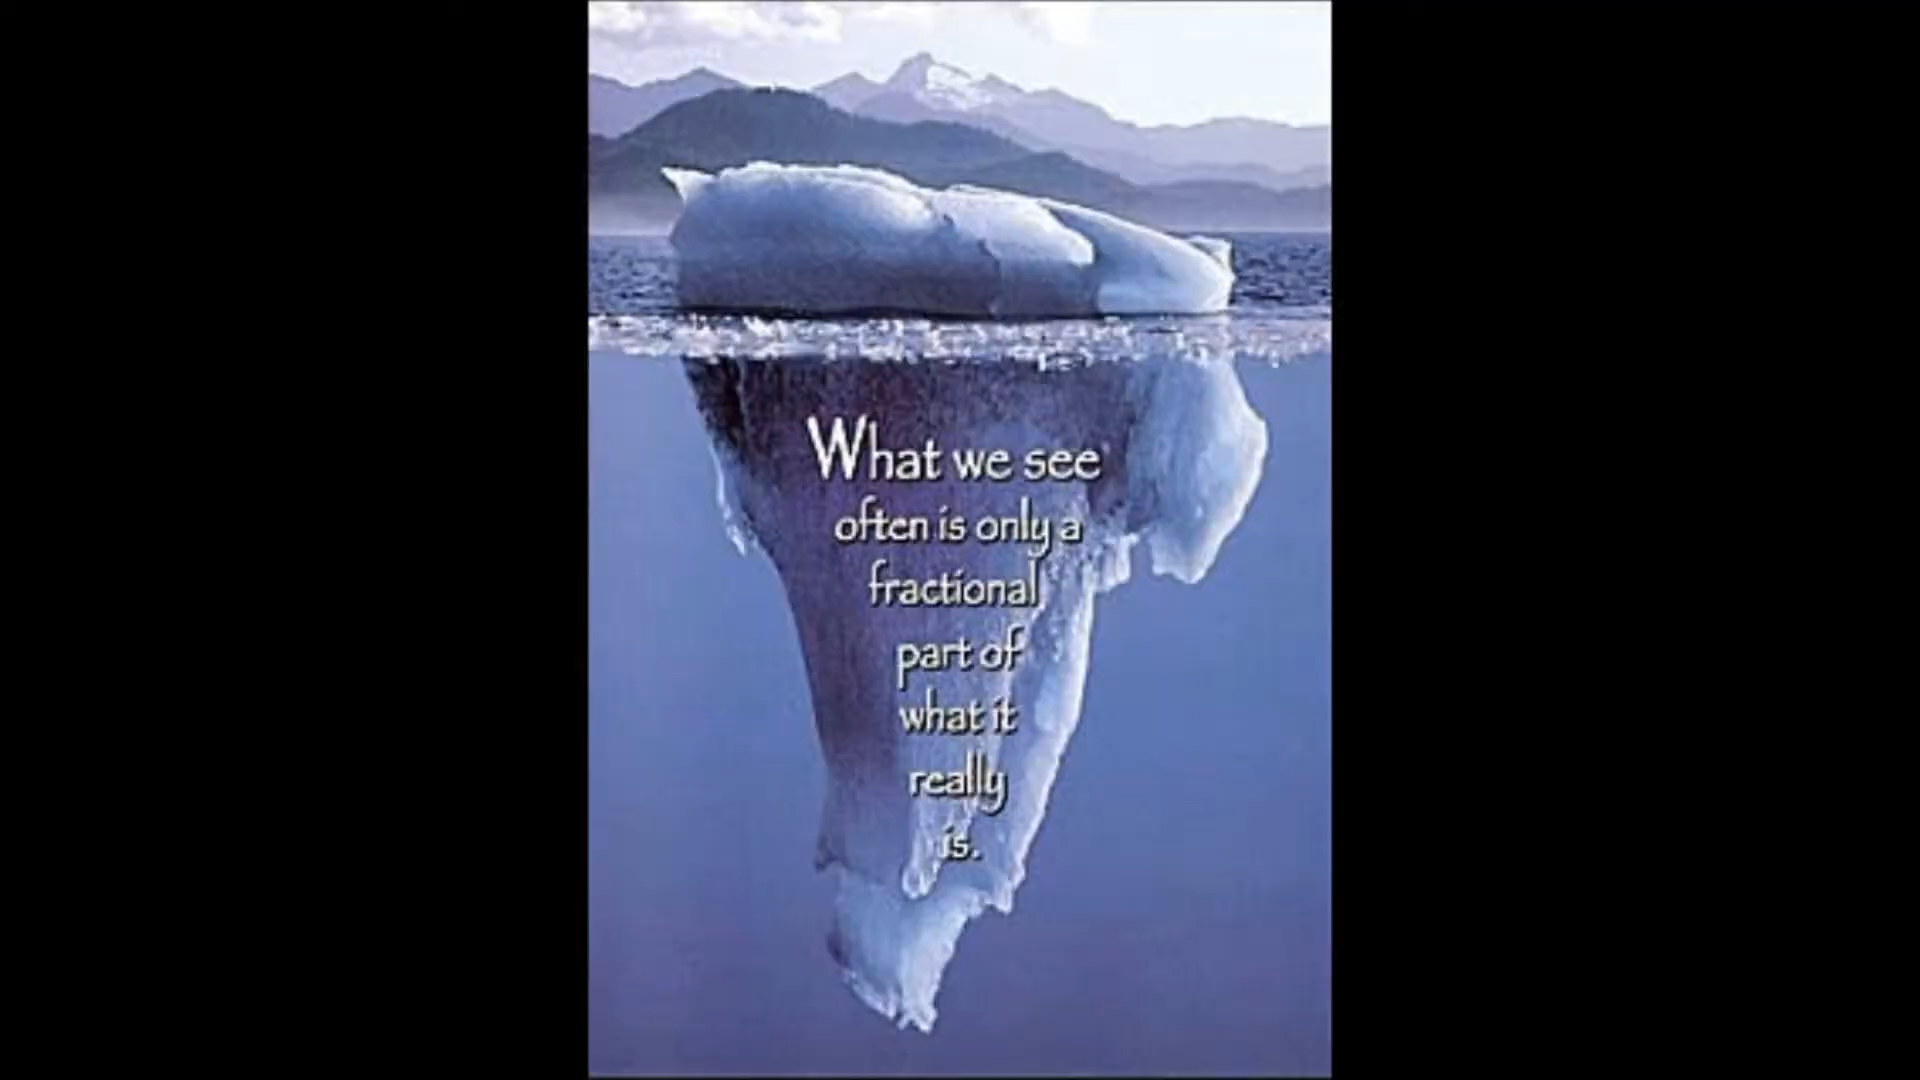 What we see
often is only a
fractional
part of
what it
really
is.